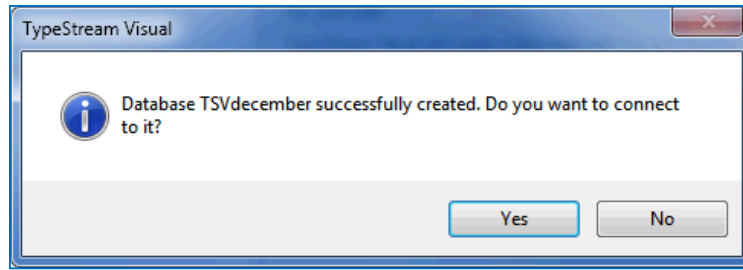 TypeStream Visual
Database TSVdecember successfully created. Do you want to connect
to it?
Yes No